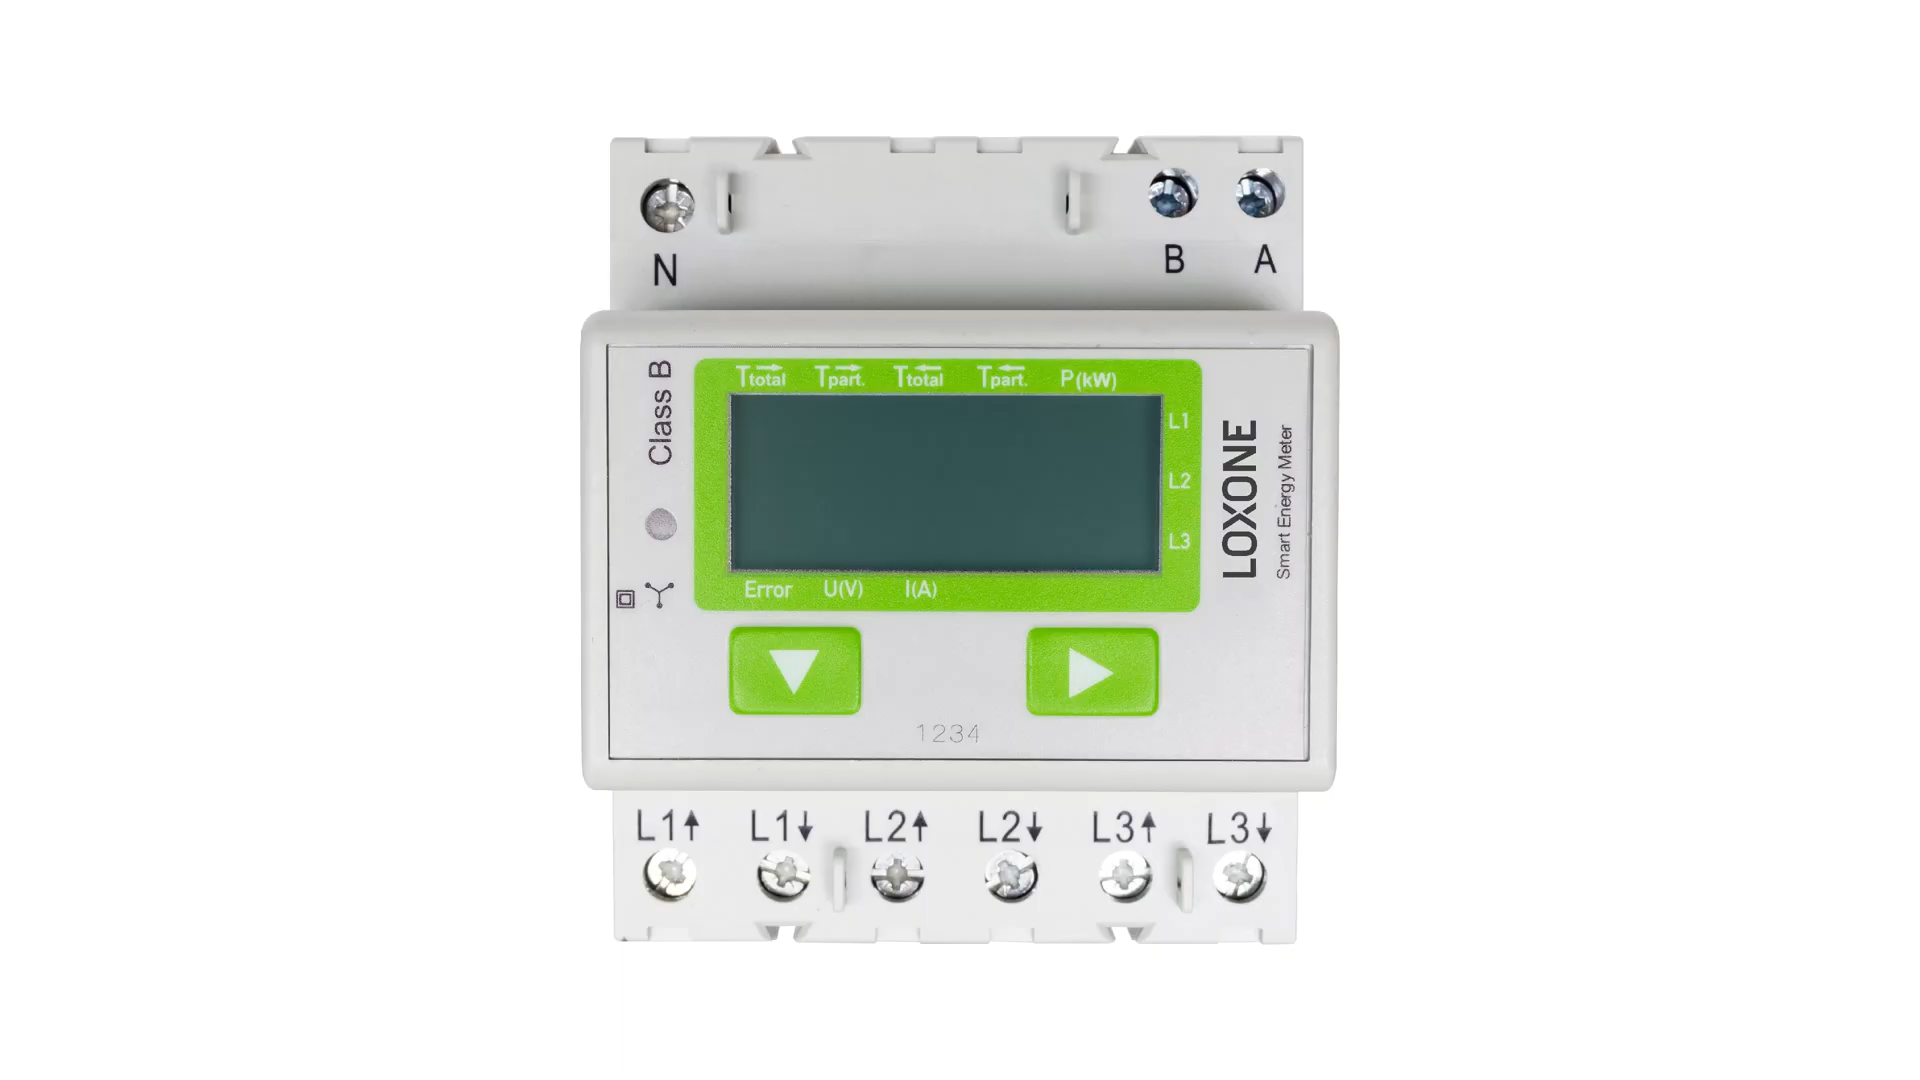 N B A
Class B
Ttotal Tpart. Ttotal Tpart. P(kW)
L1
L2
L3
Error U(V) I(A)
LOXONE
Smart Energy Meter
1234
L1↑ L1↓ L2↑ L2↓ L3↑ L3↓